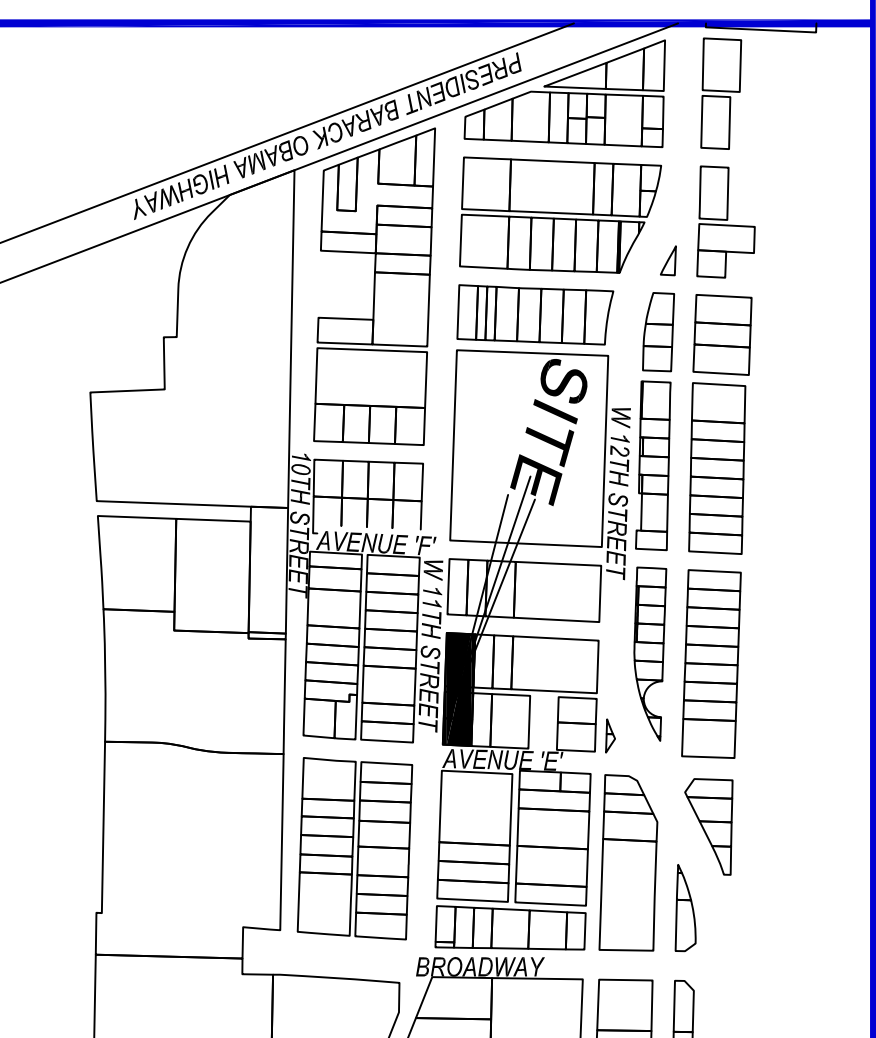 PRESIDENT BARACK OBAMA HIGHWAY
SITE
W 12TH STREET
10TH STREET
AVENUE 'F'
W 11TH STREET
AVENUE 'E'
BROADWAY